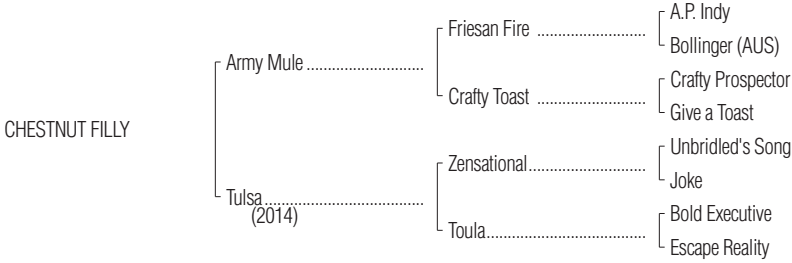 A.P. Indy
Friesan Fire ..........................
Bollinger (AUS)
Army Mule ............................
Crafty Prospector
Crafty Toast ..........................
Give a Toast
CHESTNUT FILLY
Unbridled's Song
Zensational............................
Joke
Tulsa......................................
(2014)
Bold Executive
Toula......................................
Escape Reality